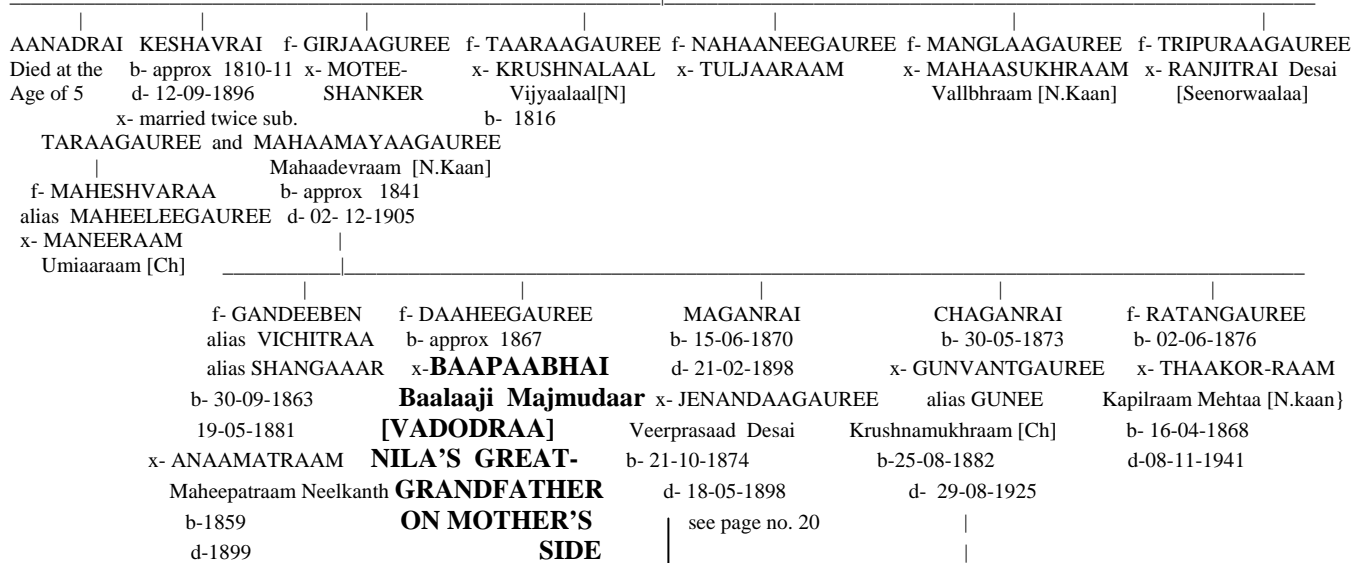 AANADRAI KESHAVRAI f- GIRJAAGUREE f- TAARAAGAUREE f- NAHAANEEGAUREE f- MANGLAAGAUREE f- TRIPURAAGAUREE
Died at the b- approx 1810-11 x- MOTEE- x- KRUSHNALAAL x- TULJAARAAM x- MAHAASUKHRAAM x- RANJITRAI Desai
Age of 5 d- 12-09-1896 SHANKER Vijyaalaal[N] Vallbhraam [N.Kaan] [Seenorwaalaa]
x- married twice sub. b- 1816
TARAAGAUREE and MAHAAMAYAAGAUREE
Mahaadevraam [N.Kaan]
f- MAHESHVARAA b- approx 1841
alias MAHEELEEGAUREE d- 02- 12-1905
x- MANEERAAM
Umiaaraam [Ch]
f- GANDEEBEN f- DAAHEEGAUREE MAGANRAI CHAGANRAI f- RATANGAUREE
alias VICHITRAA b- approx 1867 b- 15-06-1870 b- 30-05-1873 b- 02-06-1876
alias SHANGAAAR x-BAAPAABHAI d- 21-02-1898 x- GUNVANTGAUREE x- THAAKOR-RAAM
b- 30-09-1863 Baalaaji Majmudaar x- JENANDAAGAUREE alias GUNEE Kapilraam Mehtaa [N.kaan}
19-05-1881 [VADODRAA] Veerprasaad Desai Krushnamukhraam [Ch] b- 16-04-1868
x- ANAAMATRAAM NILA'S GREAT- b- 21-10-1874 b-25-08-1882 d-08-11-1941
Maheepatraam Neelkanth GRANDFATHER d- 18-05-1898 d- 29-08-1925
b-1859 ON MOTHER'S see page no. 20
d-1899 SIDE